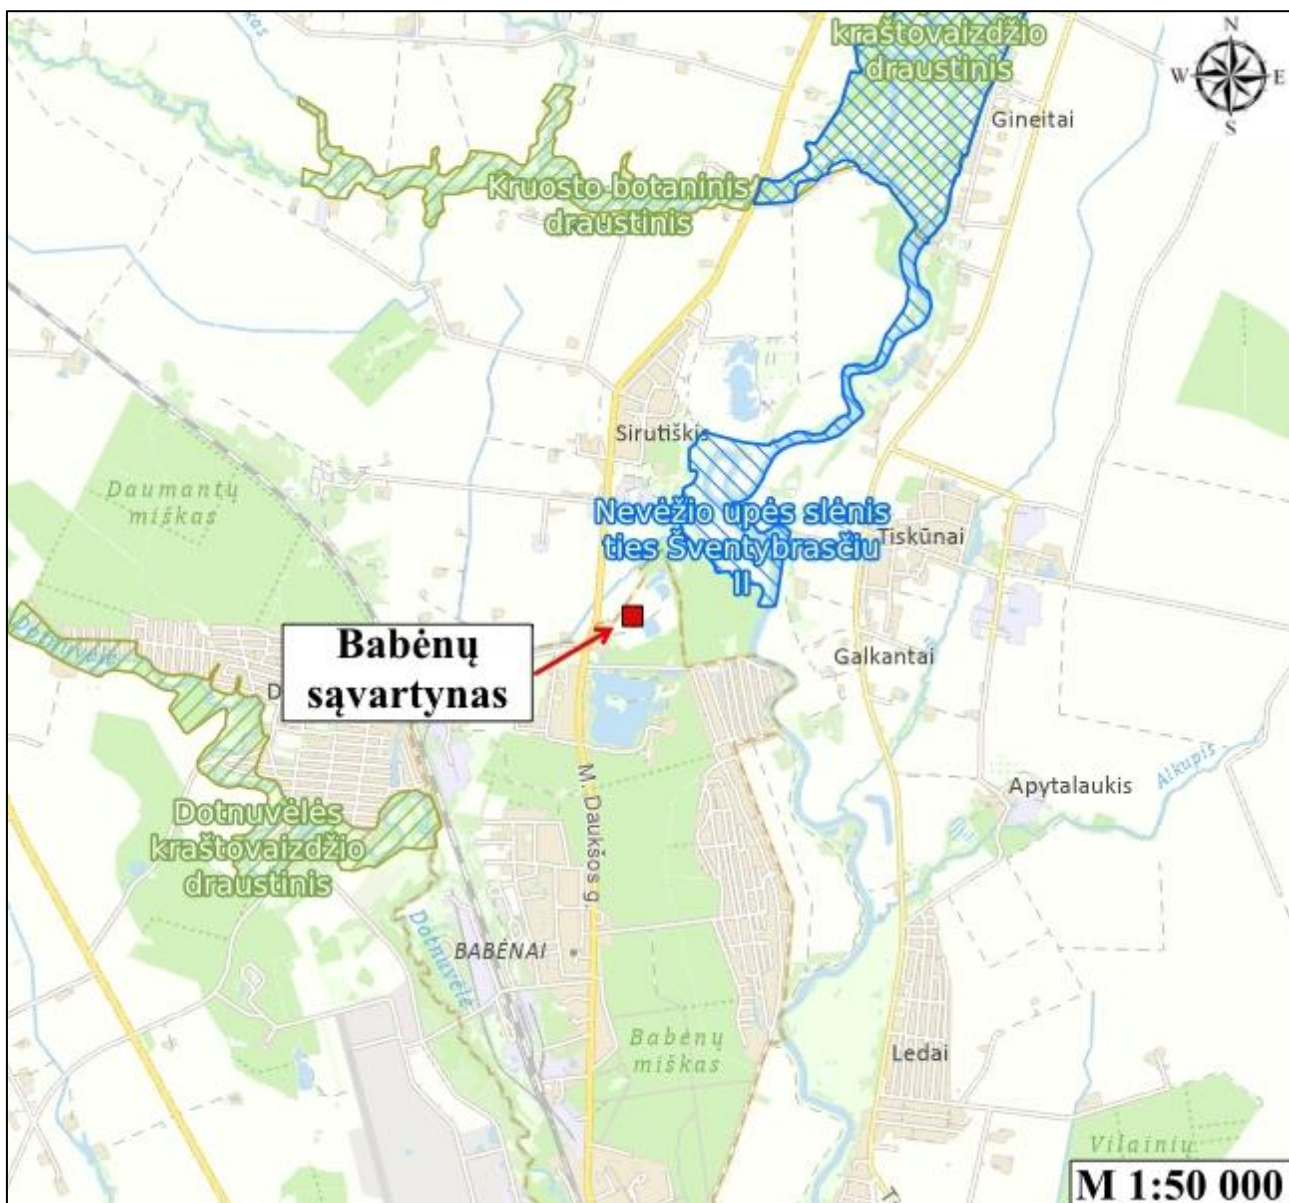 kraštovaizdžio
draustinis
N
W
E
S
Gineitai
Kruosto botaninis
draustinis
Sirutiškis
Daumantų
miškas
Nevėžio upės slėnis
ties Šventybrasčiu
II
Tiškūnai
Dotnuvėlė
Babėnų
sąvartynas
Galkantai
Apytalaukis
Alkupis
M. Daukšos g.
Dotnuvėlės
kraštovaizdžio
draustinis
Dotnuvėlė
BABĖNAI
Babėnų
miškas
Ledai
Vilainių
M 1:50 000